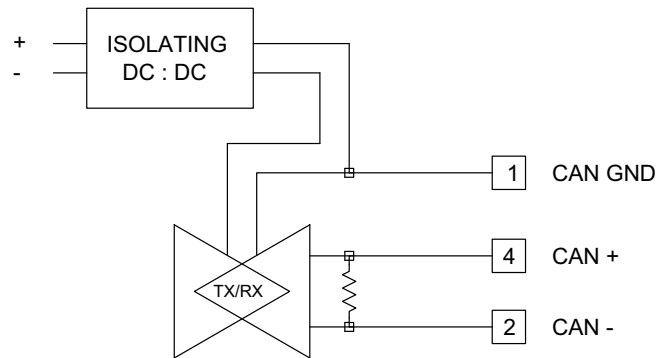 +
-
ISOLATING
DC : DC
1
CAN GND
4
CAN +
TX/RX
2
CAN -